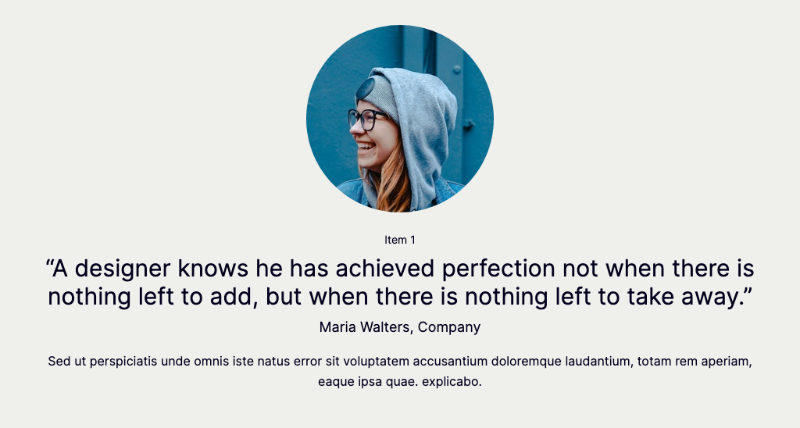 Item 1
“A designer knows he has achieved perfection not when there is
nothing left to add, but when there is nothing left to take away.”
Maria Walters, Company
Sed ut perspiciatis unde omnis iste natus error sit voluptatem accusantium doloremque laudantium, totam rem aperiam,
eaque ipsa quae. explicabo.